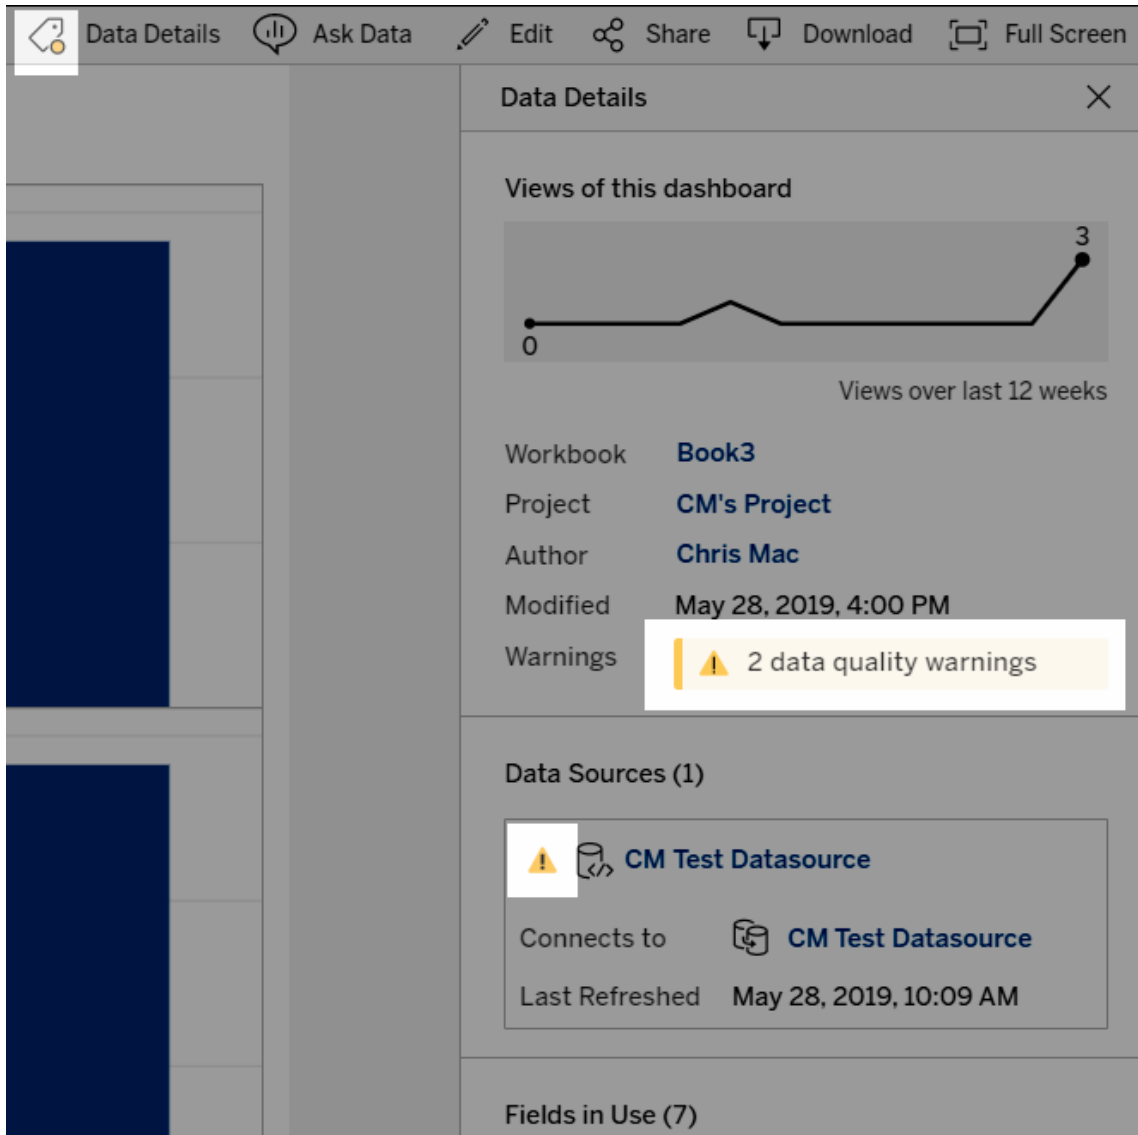 Data Details Ask Data Edit Share Download Full Screen
Data Details
Views of this dashboard
3
0
Views over last 12 weeks
Workbook Book3
Project CM's Project
Author Chris Mac
Modified May 28, 2019, 4:00 PM
Warnings 2 data quality warnings
Data Sources (1)
CM Test Datasource
Connects to CM Test Datasource
Last Refreshed May 28, 2019, 10:09 AM
Fields in Use (7)